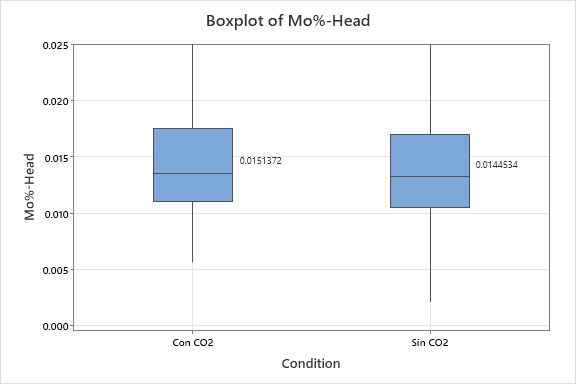 Boxplot of Mo%-Head
0.025
0.020
0.015
0.010
0.005
0.000
Mo%-Head
0.0151372
0.0144534
Con CO2
Sin CO2
Condition